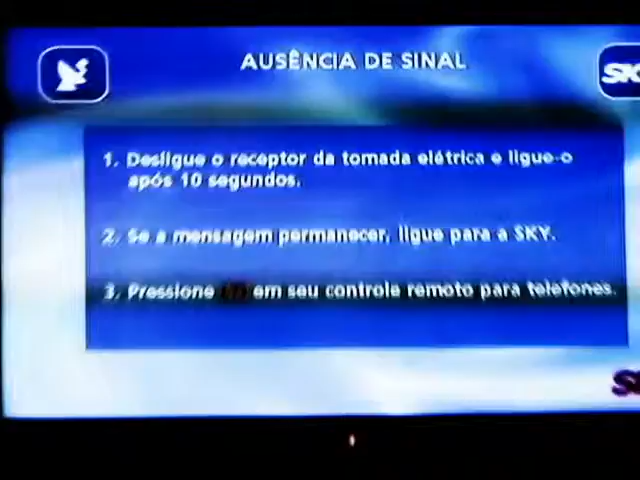 AUSÊNCIA DE SINAL
SKY
1. Desligue o receptor da tomada elétrica e ligue-o
após 10 segundos.
2. Se a mensagem permanecer, ligue para a SKY.
3. Pressione em seu controle remoto para telefones.